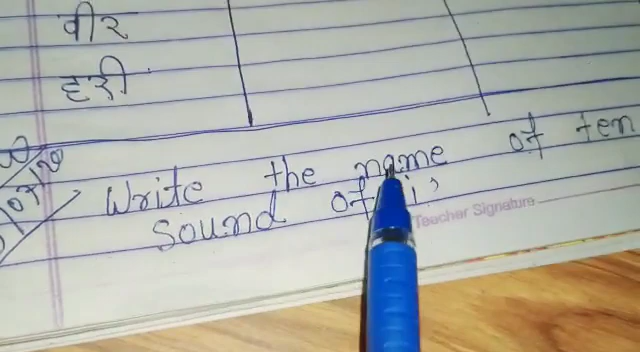 वीर
हरी
Write the name of ten
sound of 'i'
Teacher Signature